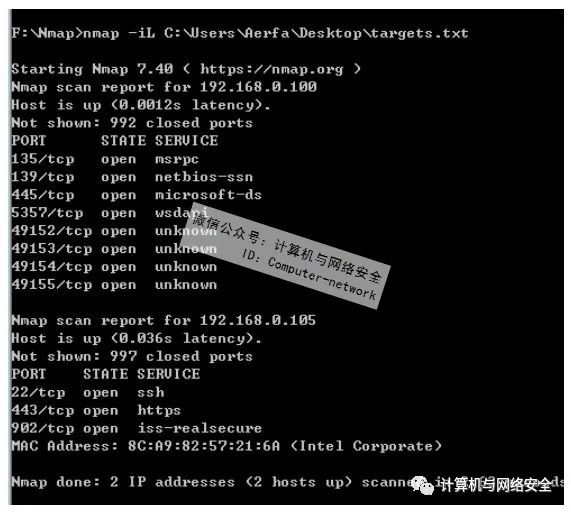 F:\Nmap>nmap -iL C:\Users\Aerfa\Desktop\targets.txt
Starting Nmap 7.40 ( https://nmap.org )
Nmap scan report for 192.168.0.100
Host is up (0.0012s latency).
Not shown: 992 closed ports
PORT STATE SERVICE
135/tcp open msrpc
139/tcp open netbios-ssn
445/tcp open microsoft-ds
5357/tcp open wsdapi
49152/tcp open unknown
49153/tcp open unknown
49154/tcp open unknown
49155/tcp open unknown
微信公众号：计算机与网络安全
ID：Computer-network
Nmap scan report for 192.168.0.105
Host is up (0.036s latency).
Not shown: 997 closed ports
PORT STATE SERVICE
22/tcp open ssh
443/tcp open https
902/tcp open iss-realsecure
MAC Address: 8C:A9:82:57:21:6A (Intel Corporate)
Nmap done: 2 IP addresses (2 hosts up) scanned
计算机与网络安全